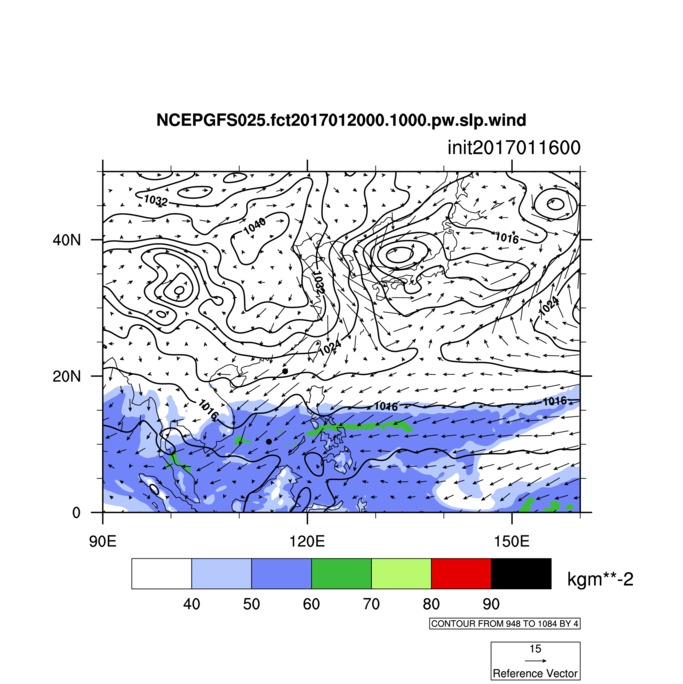 NCEPGFS025.fct2017012000.1000.pw.slp.wind
init2017011600
1032
1040
1016
40N
1032
1024
1024
20N
1016
1016
1016
0
90E 120E 150E
kgm**-2
40 50 60 70 80 90
CONTOUR FROM 948 TO 1084 BY 4
15
Reference Vector